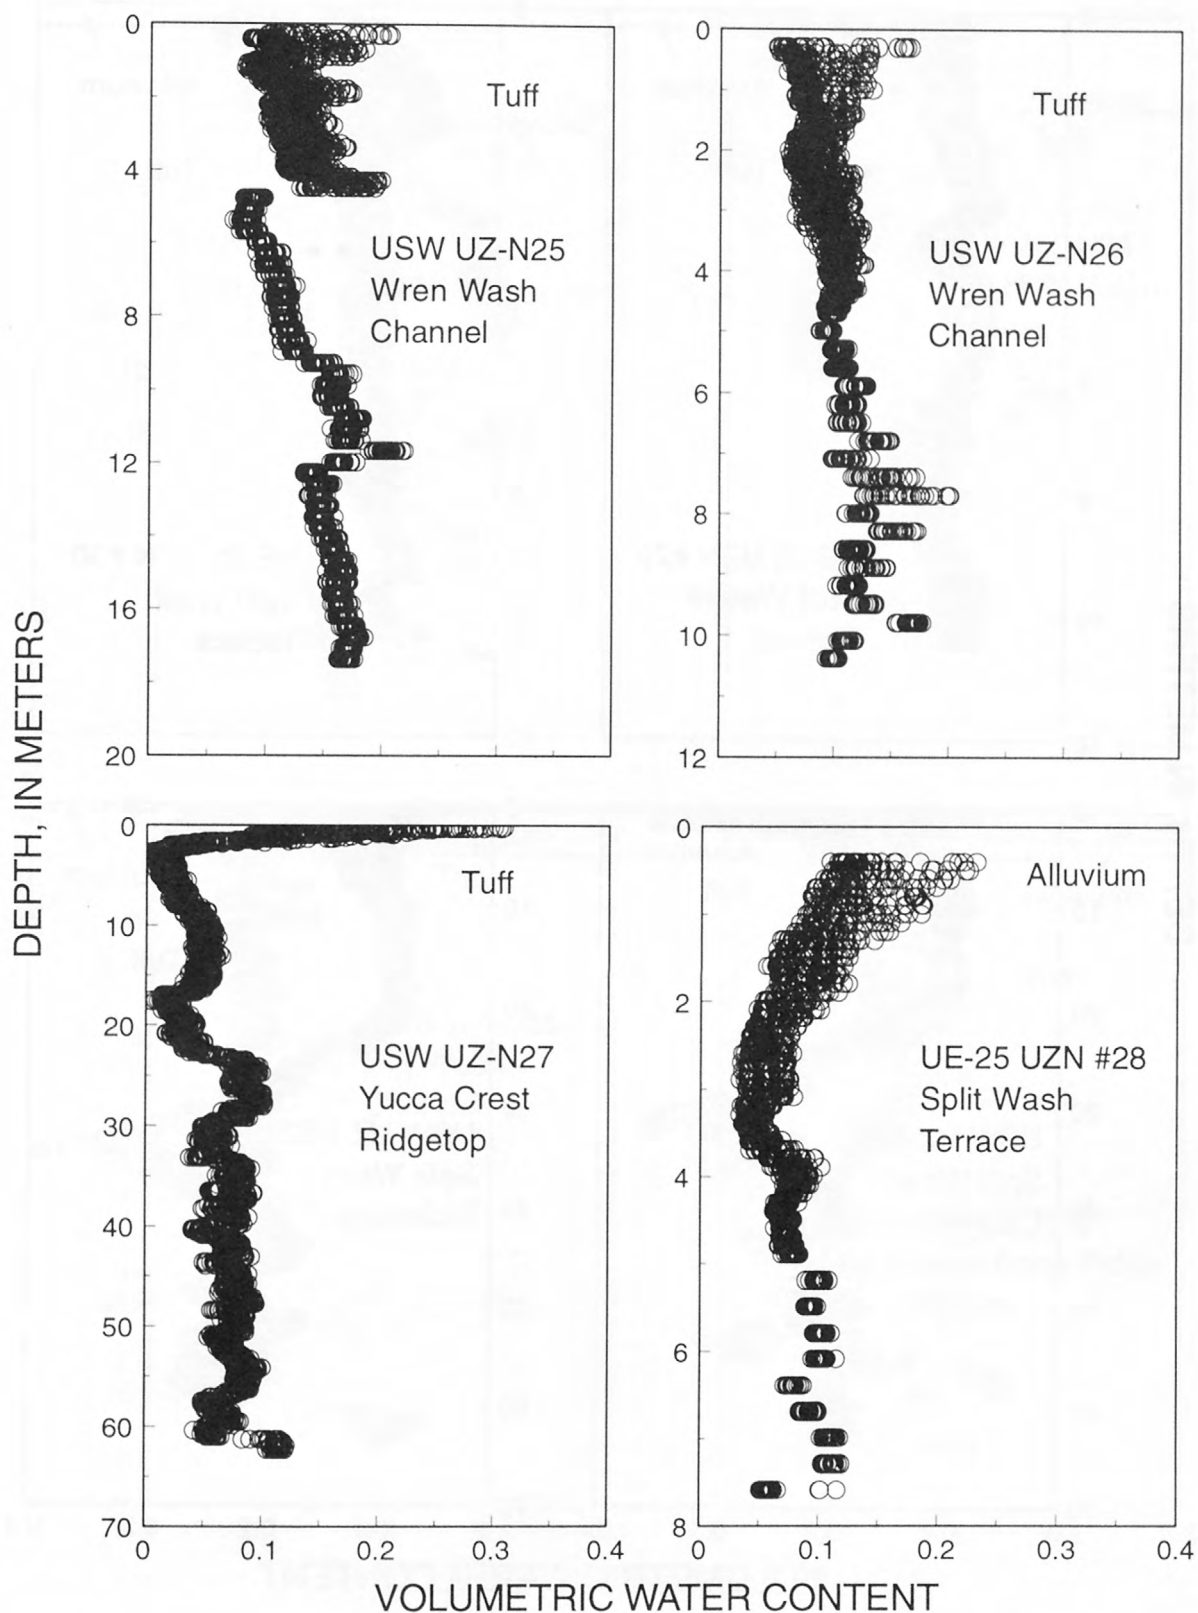 0
4
8
12
16
20
Tuff
USW UZ-N25
Wren Wash
Channel
0
2
4
6
8
10
12
Tuff
USW UZ-N26
Wren Wash
Channel
DEPTH, IN METERS
0
10
20
30
40
50
60
70
Tuff
USW UZ-N27
Yucca Crest
Ridgetop
0
0.1
0.2
0.3
0.4
0
2
4
6
8
Alluvium
UE-25 UZN #28
Split Wash
Terrace
0
0.1
0.2
0.3
0.4
VOLUMETRIC WATER CONTENT